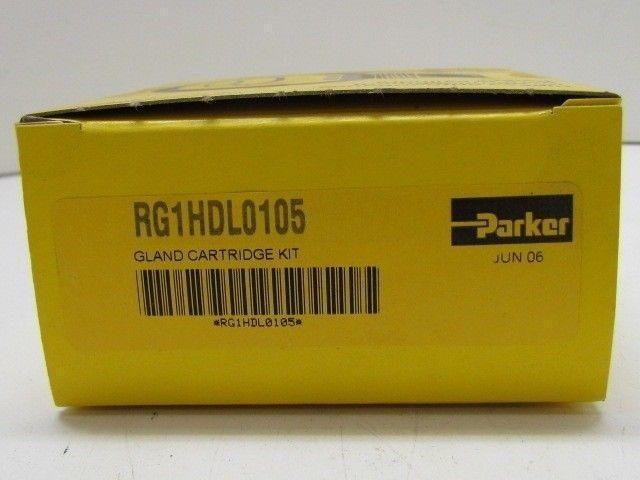 RG1HDL0105
GLAND CARTRIDGE KIT
*RG1HDL0105*
Parker
JUN 06